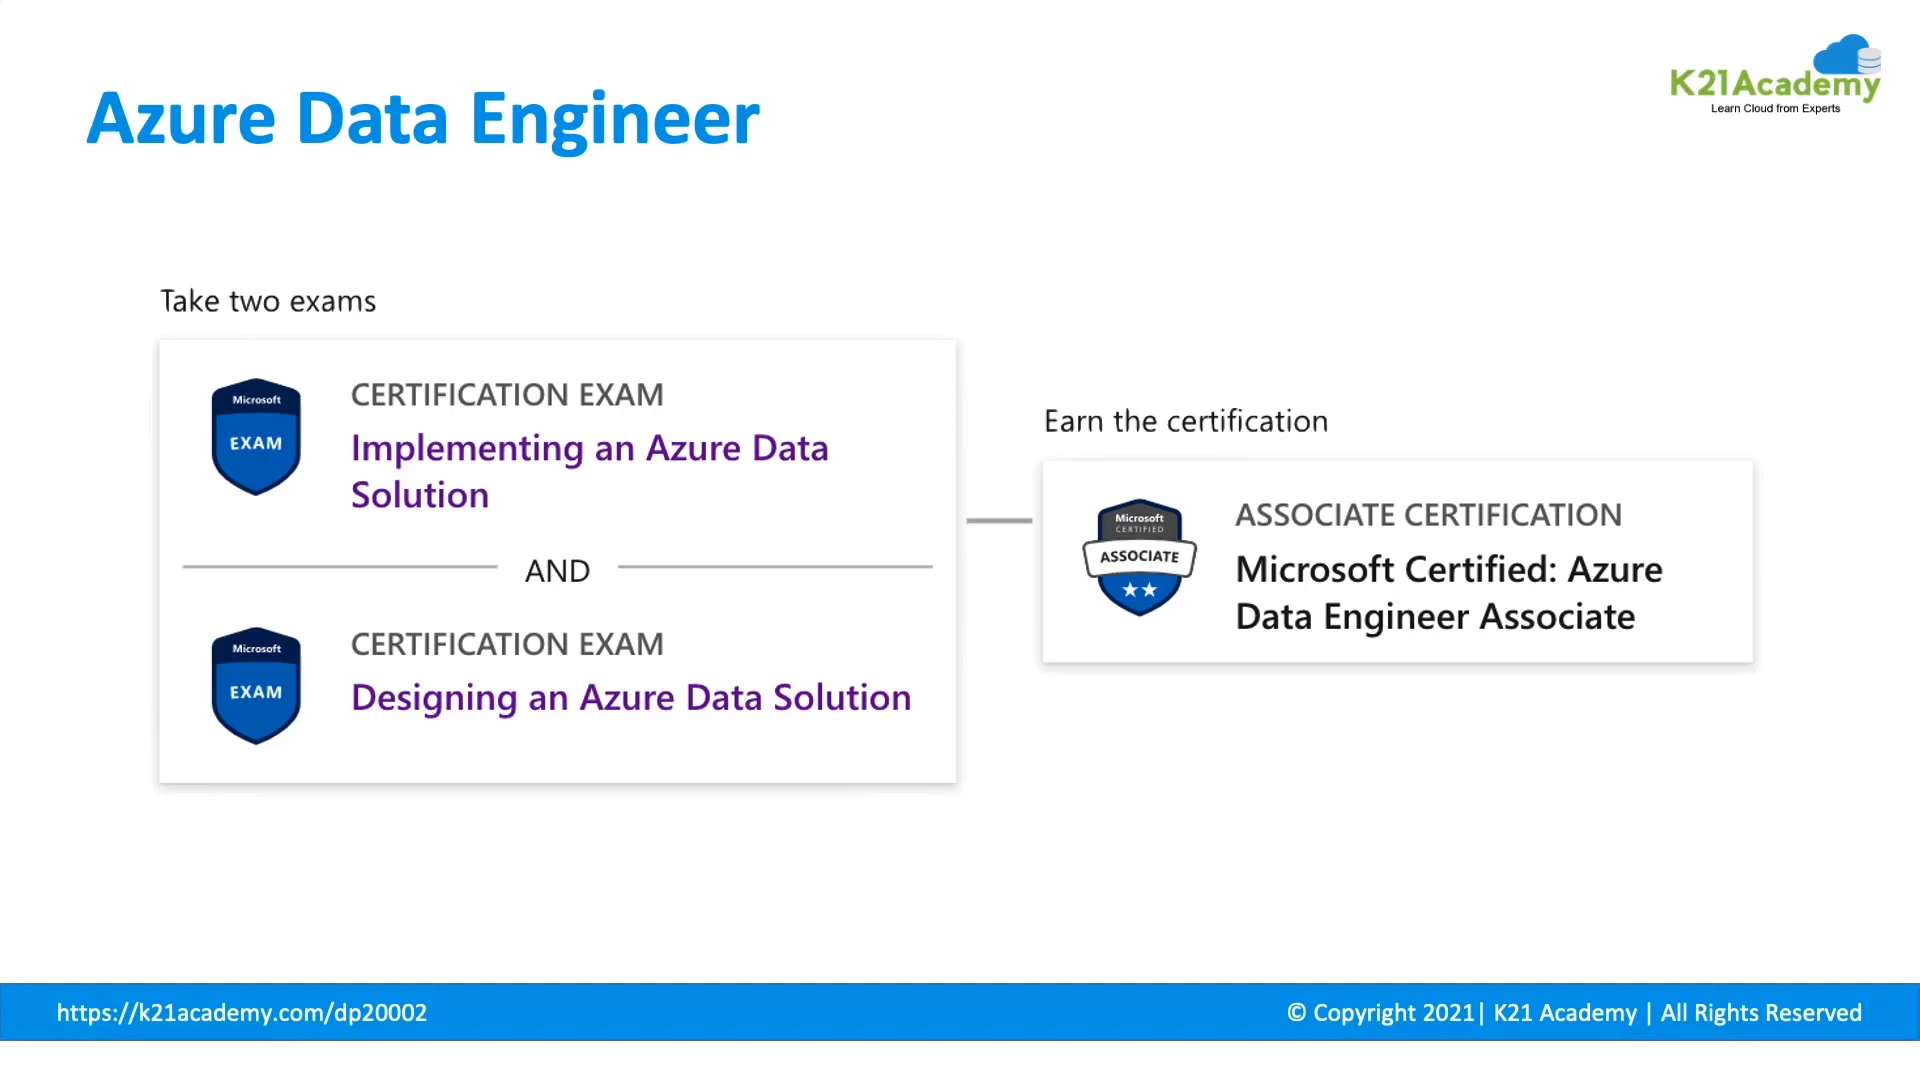 K21Academy
Learn Cloud from Experts
Azure Data Engineer
Take two exams
Microsoft
EXAM
CERTIFICATION EXAM
Implementing an Azure Data
Solution
AND
Microsoft
EXAM
CERTIFICATION EXAM
Designing an Azure Data Solution
Earn the certification
Microsoft
CERTIFIED
ASSOCIATE
ASSOCIATE CERTIFICATION
Microsoft Certified: Azure
Data Engineer Associate
https://k21academy.com/dp20002
© Copyright 2021| K21 Academy | All Rights Reserved